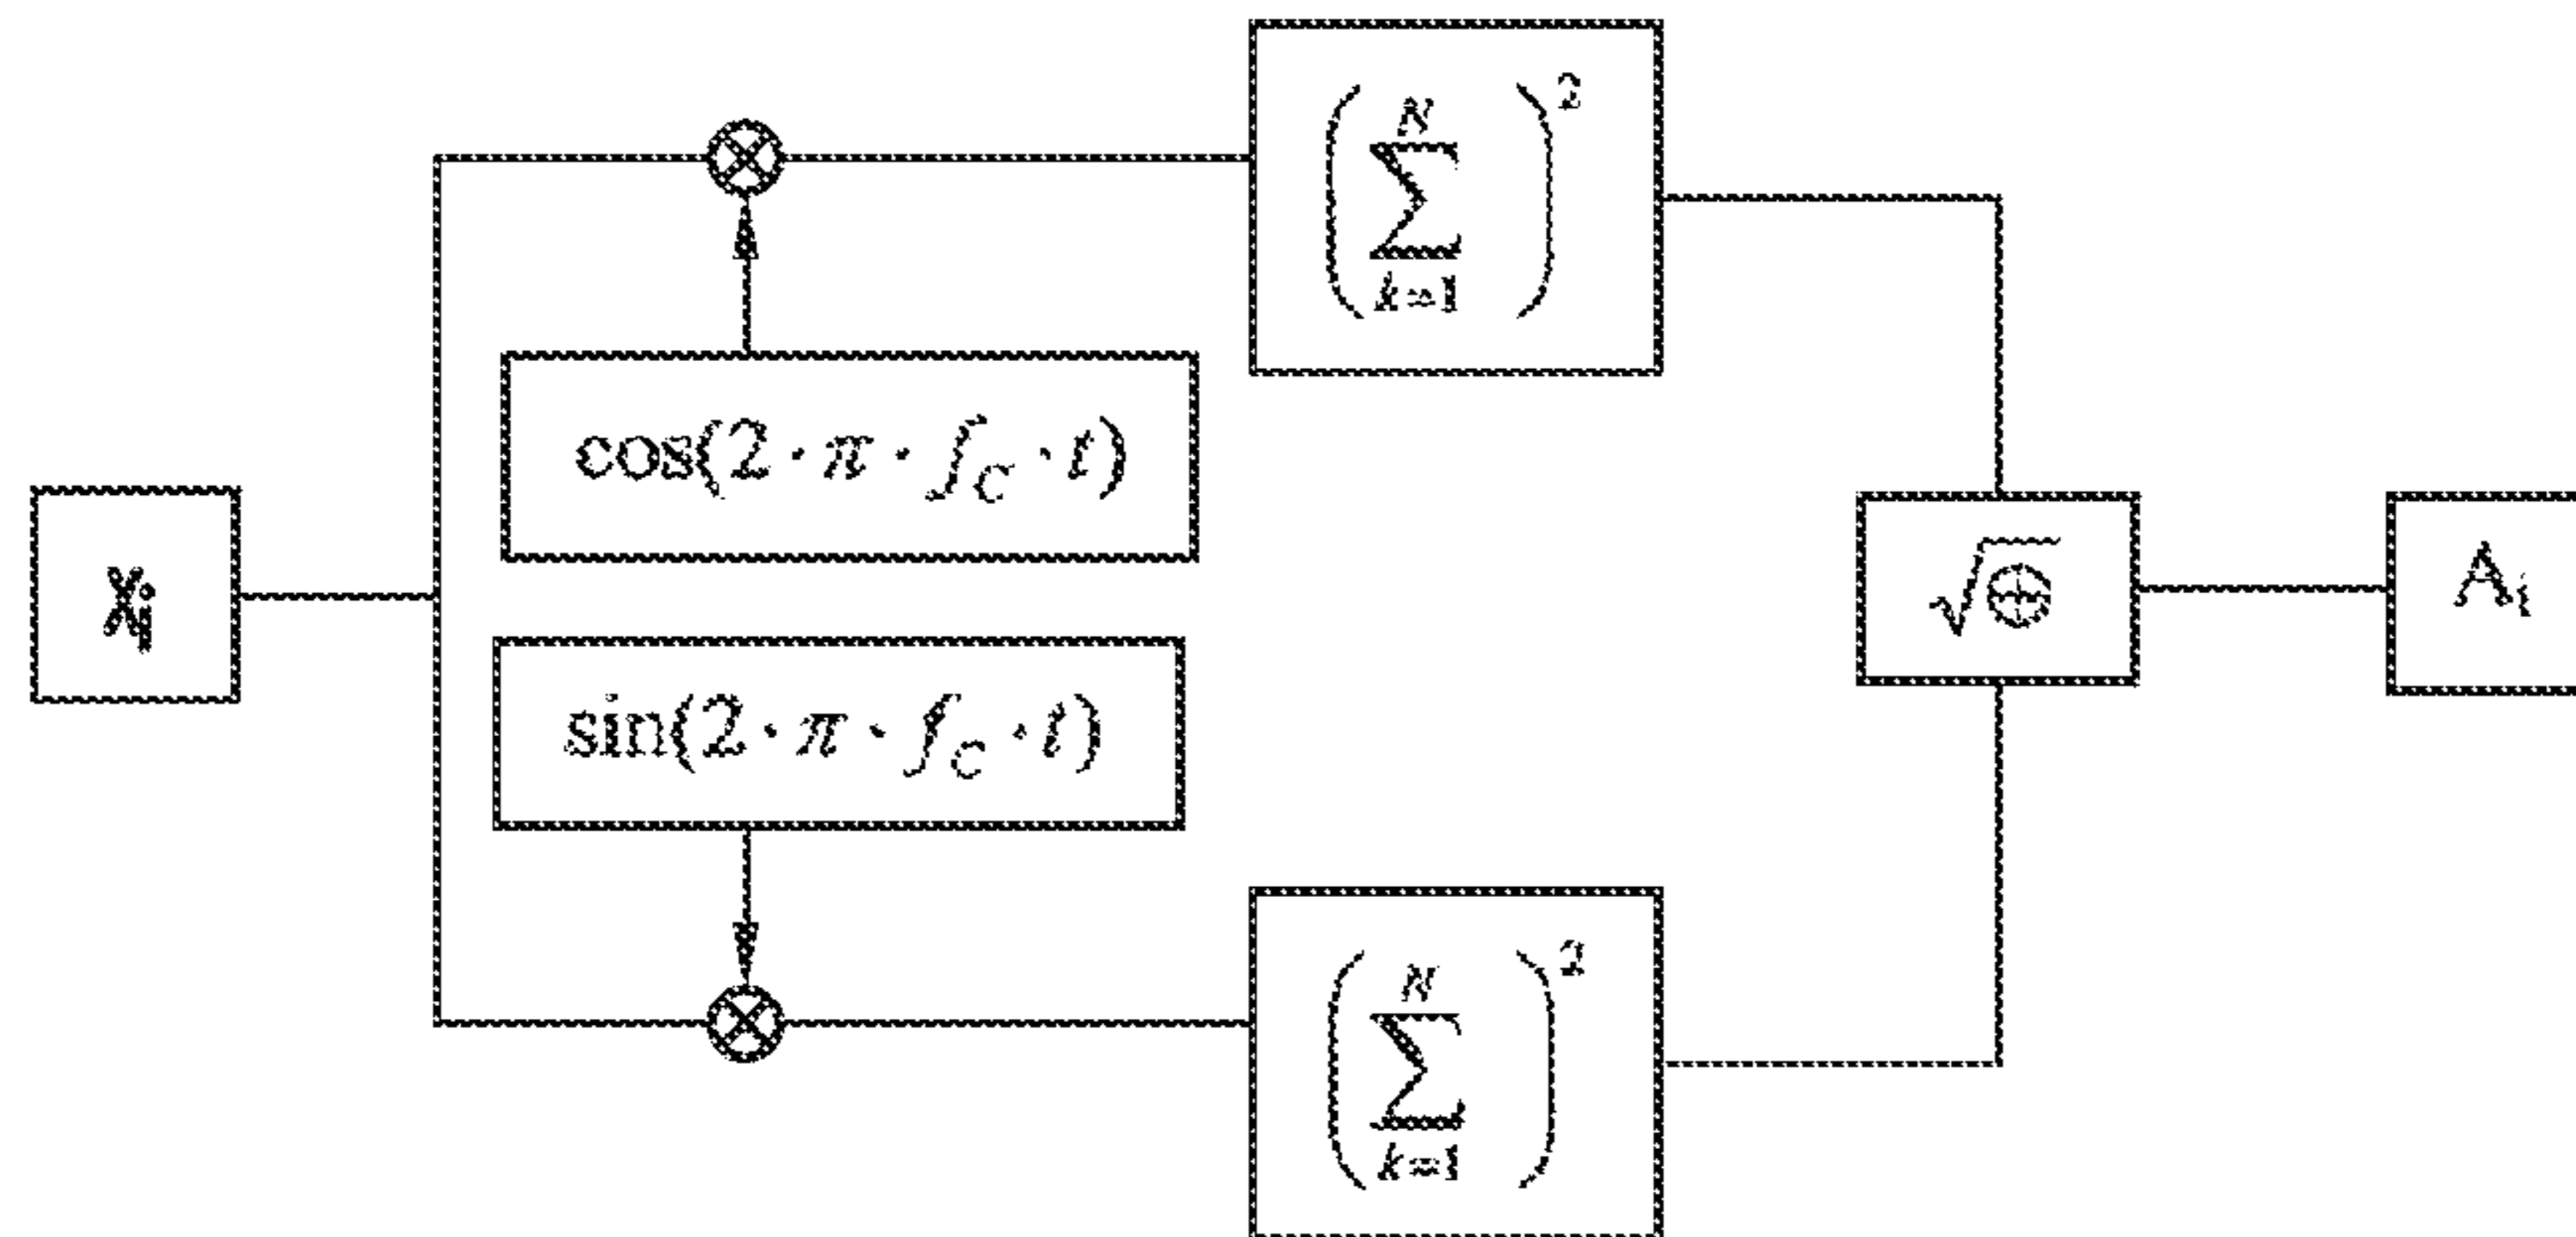 (∑_{k=1}^{N})²
cos(2 · π · f_C · t)
x_i
√⊕
A_i
sin(2 · π · f_C · t)
(∑_{k=1}^{N})²